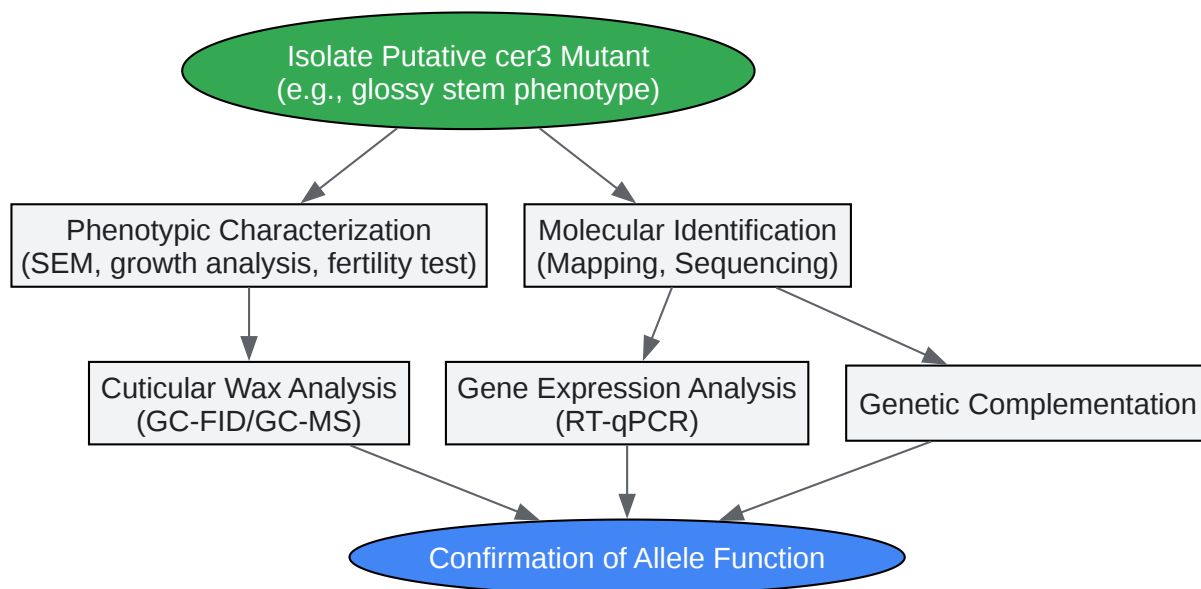 Isolate Putative cer3 Mutant
(e.g., glossy stem phenotype)
Phenotypic Characterization
(SEM, growth analysis, fertility test)
Molecular Identification
(Mapping, Sequencing)
Cuticular Wax Analysis
(GC-FID/GC-MS)
Gene Expression Analysis
(RT-qPCR)
Genetic Complementation
Confirmation of Allele Function